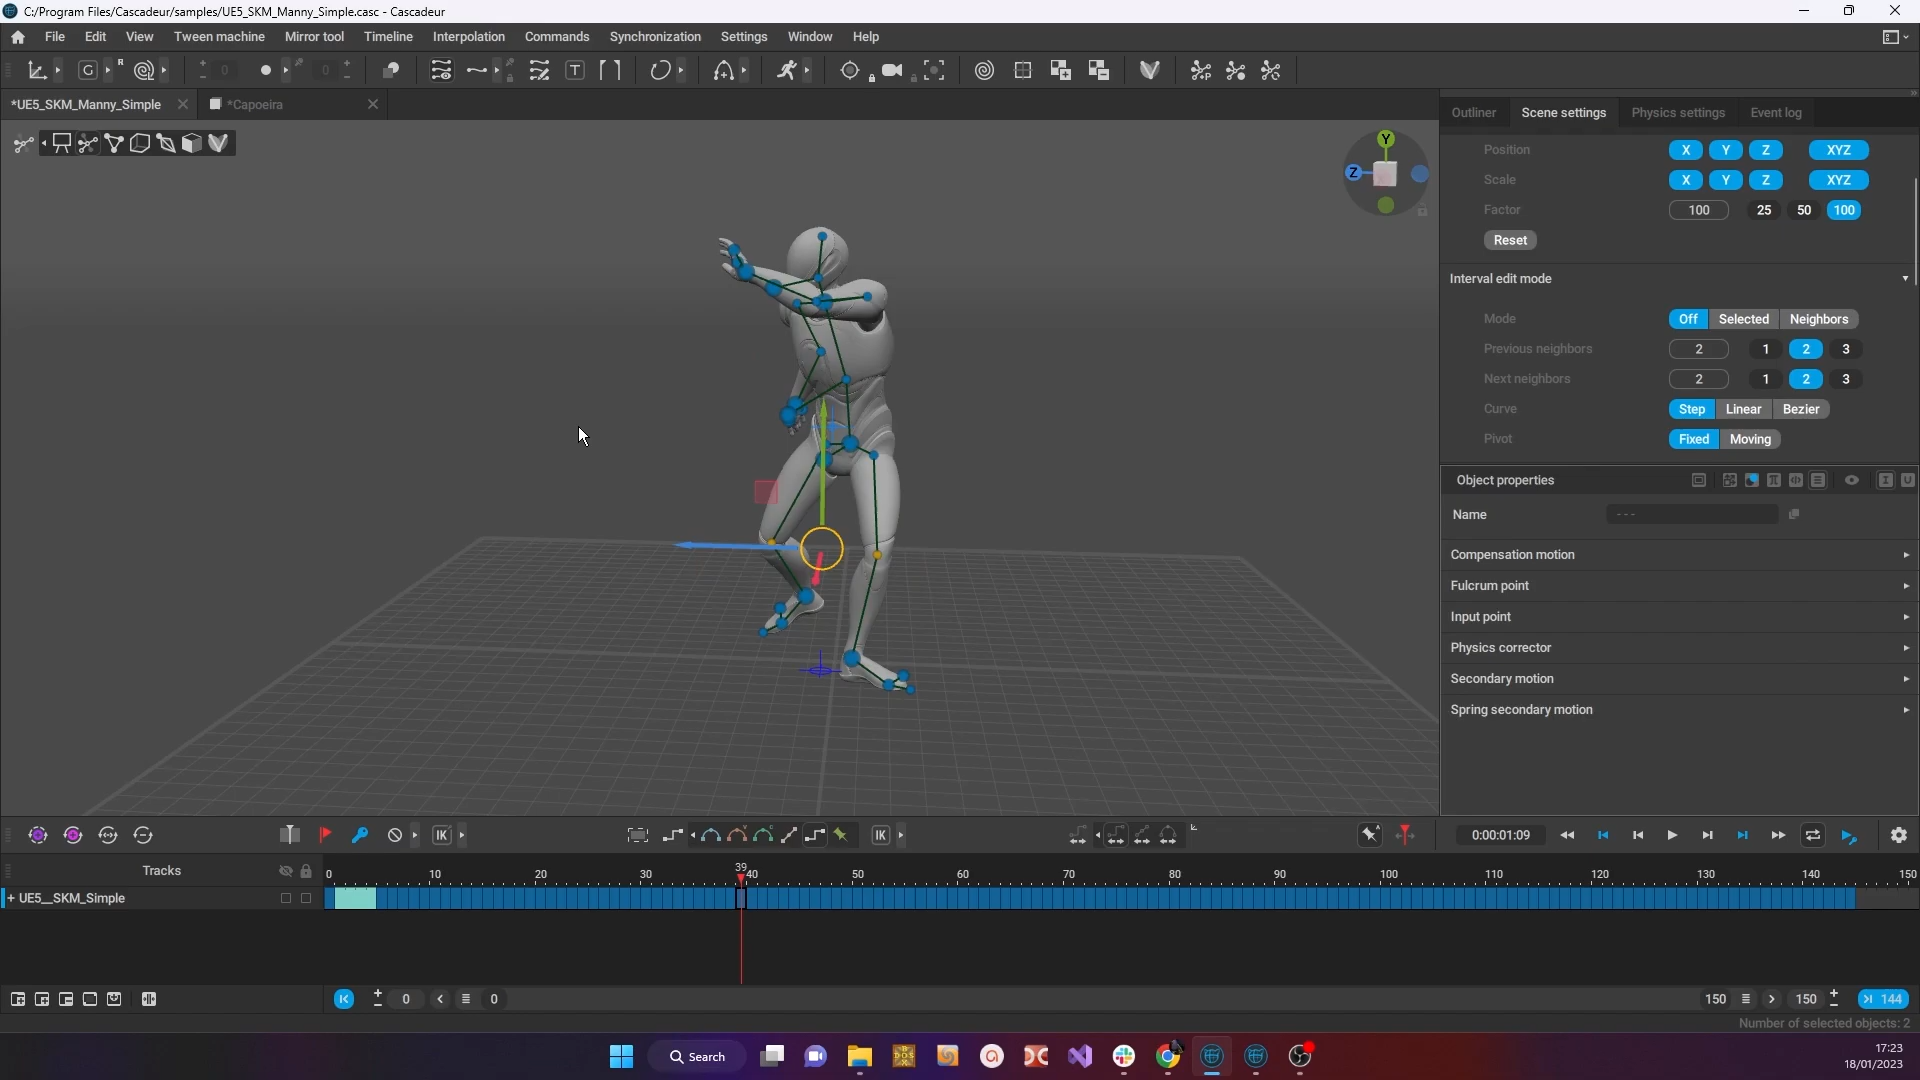 C:/Program Files/Cascadeur/samples/UE5_SKM_Manny_Simple.casc - Cascadeur
File Edit View Tween machine Mirror tool Timeline Interpolation Commands Synchronization Settings Window Help
G R 0 0 T
*UE5_SKM_Manny_Simple *Capoeira
Outliner Scene settings Physics settings Event log
Y
Z
Position X Y Z XYZ
Scale X Y Z XYZ
Factor 100 25 50 100
Reset
Interval edit mode
Mode Off Selected Neighbors
Previous neighbors 2 1 2 3
Next neighbors 2 1 2 3
Curve Step Linear Bezier
Pivot Fixed Moving
Object properties
Name ---
Compensation motion
Fulcrum point
Input point
Physics corrector
Secondary motion
Spring secondary motion
IK IK 0:00:01:09
Tracks 0 10 20 30 39 40 50 60 70 80 90 100 110 120 130 140 150
+ UE5__SKM_Simple
0 0 150 150 144
Number of selected objects: 2
Search
17:23
18/01/2023